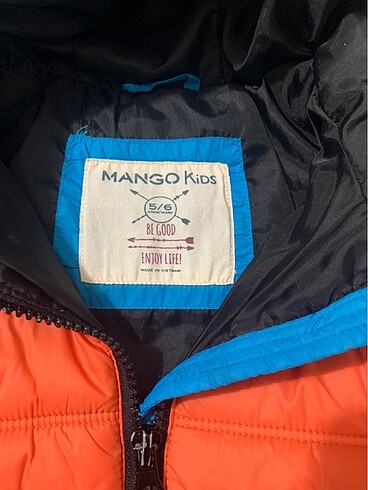 MANGO KiDS
5/6
BE GOOD
ENJOY LIFE!
MADE IN VIETNAM